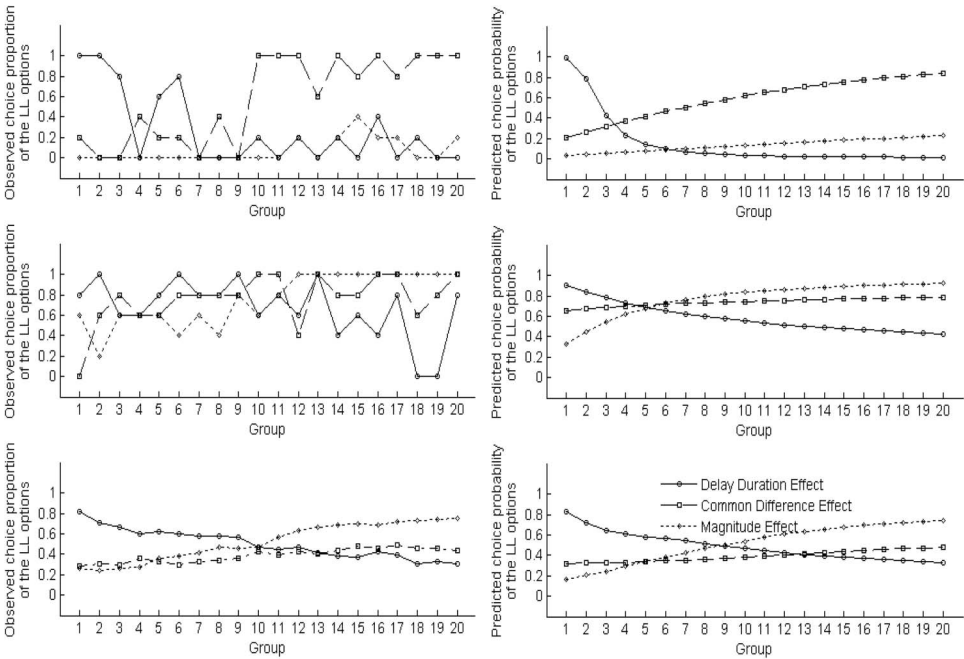 Observed choice proportion
of the LL options
1
0.8
0.6
0.4
0.2
0
1 2 3 4 5 6 7 8 9 10 11 12 13 14 15 16 17 18 19 20
Group
Predicted choice probability
of the LL options
1
0.8
0.6
0.4
0.2
0
1 2 3 4 5 6 7 8 9 10 11 12 13 14 15 16 17 18 19 20
Group
Observed choice proportion
of the LL options
1
0.8
0.6
0.4
0.2
0
1 2 3 4 5 6 7 8 9 10 11 12 13 14 15 16 17 18 19 20
Group
Predicted choice probability
of the LL options
1
0.8
0.6
0.4
0.2
0
1 2 3 4 5 6 7 8 9 10 11 12 13 14 15 16 17 18 19 20
Group
Observed choice proportion
of the LL options
1
0.8
0.6
0.4
0.2
0
1 2 3 4 5 6 7 8 9 10 11 12 13 14 15 16 17 18 19 20
Group
Predicted choice probability
of the LL options
1
0.8
0.6
0.4
0.2
0
Delay Duration Effect
Common Difference Effect
Magnitude Effect
1 2 3 4 5 6 7 8 9 10 11 12 13 14 15 16 17 18 19 20
Group